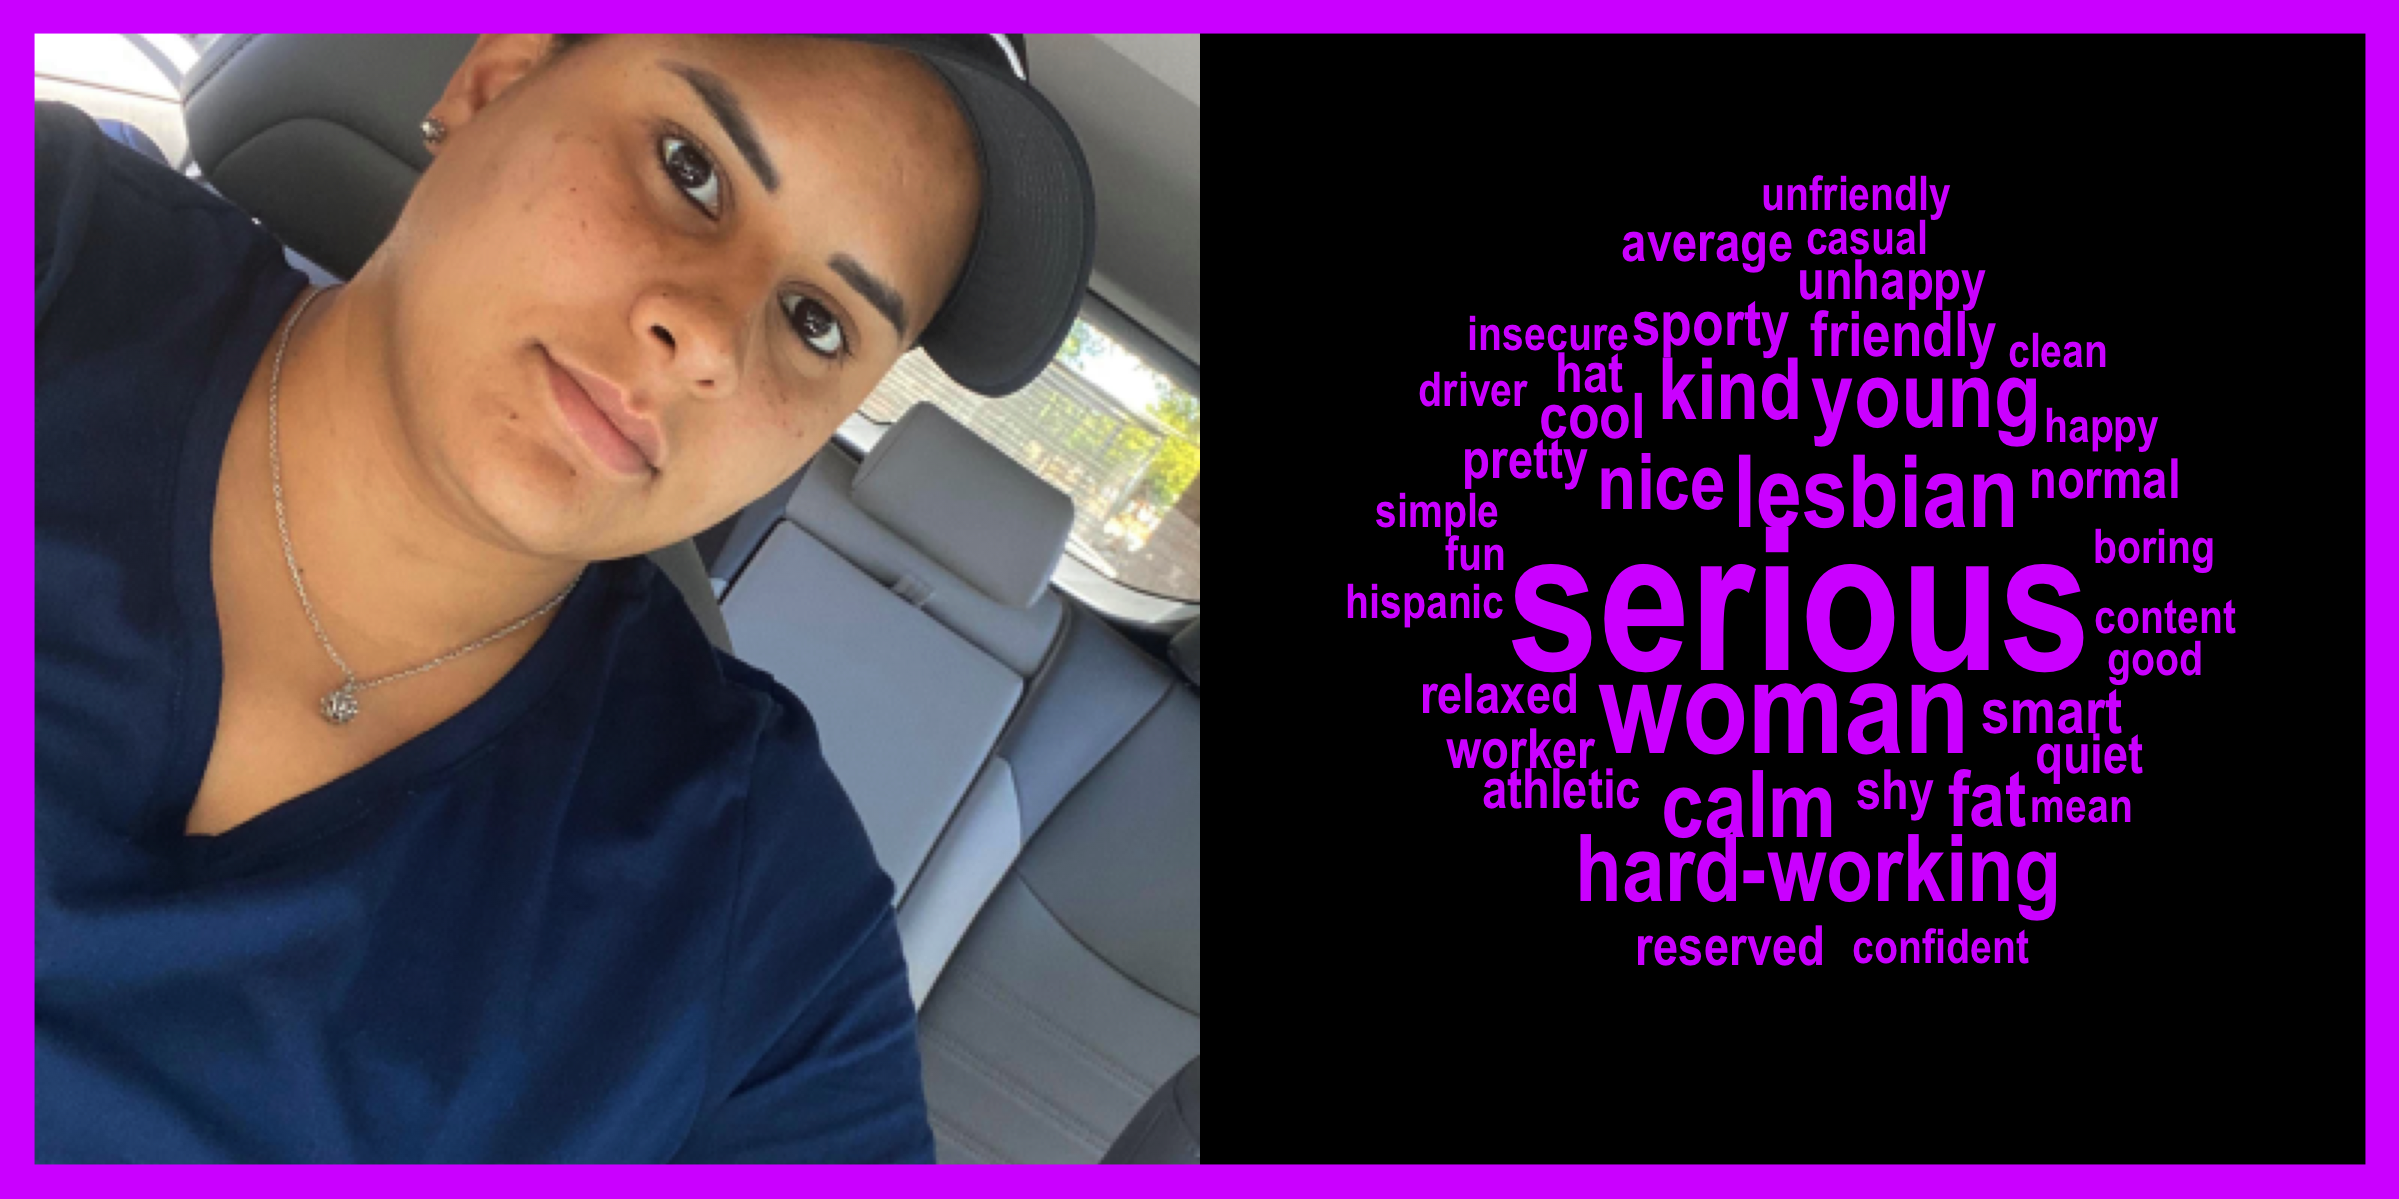 unfriendly
average casual
unhappy
insecure sporty friendly clean
driver hat kind young
cool happy
pretty nice lesbian normal
simple
fun boring
hispanic serious content
good
relaxed woman smart
worker quiet
athletic calm shy fat mean
hard-working
reserved confident